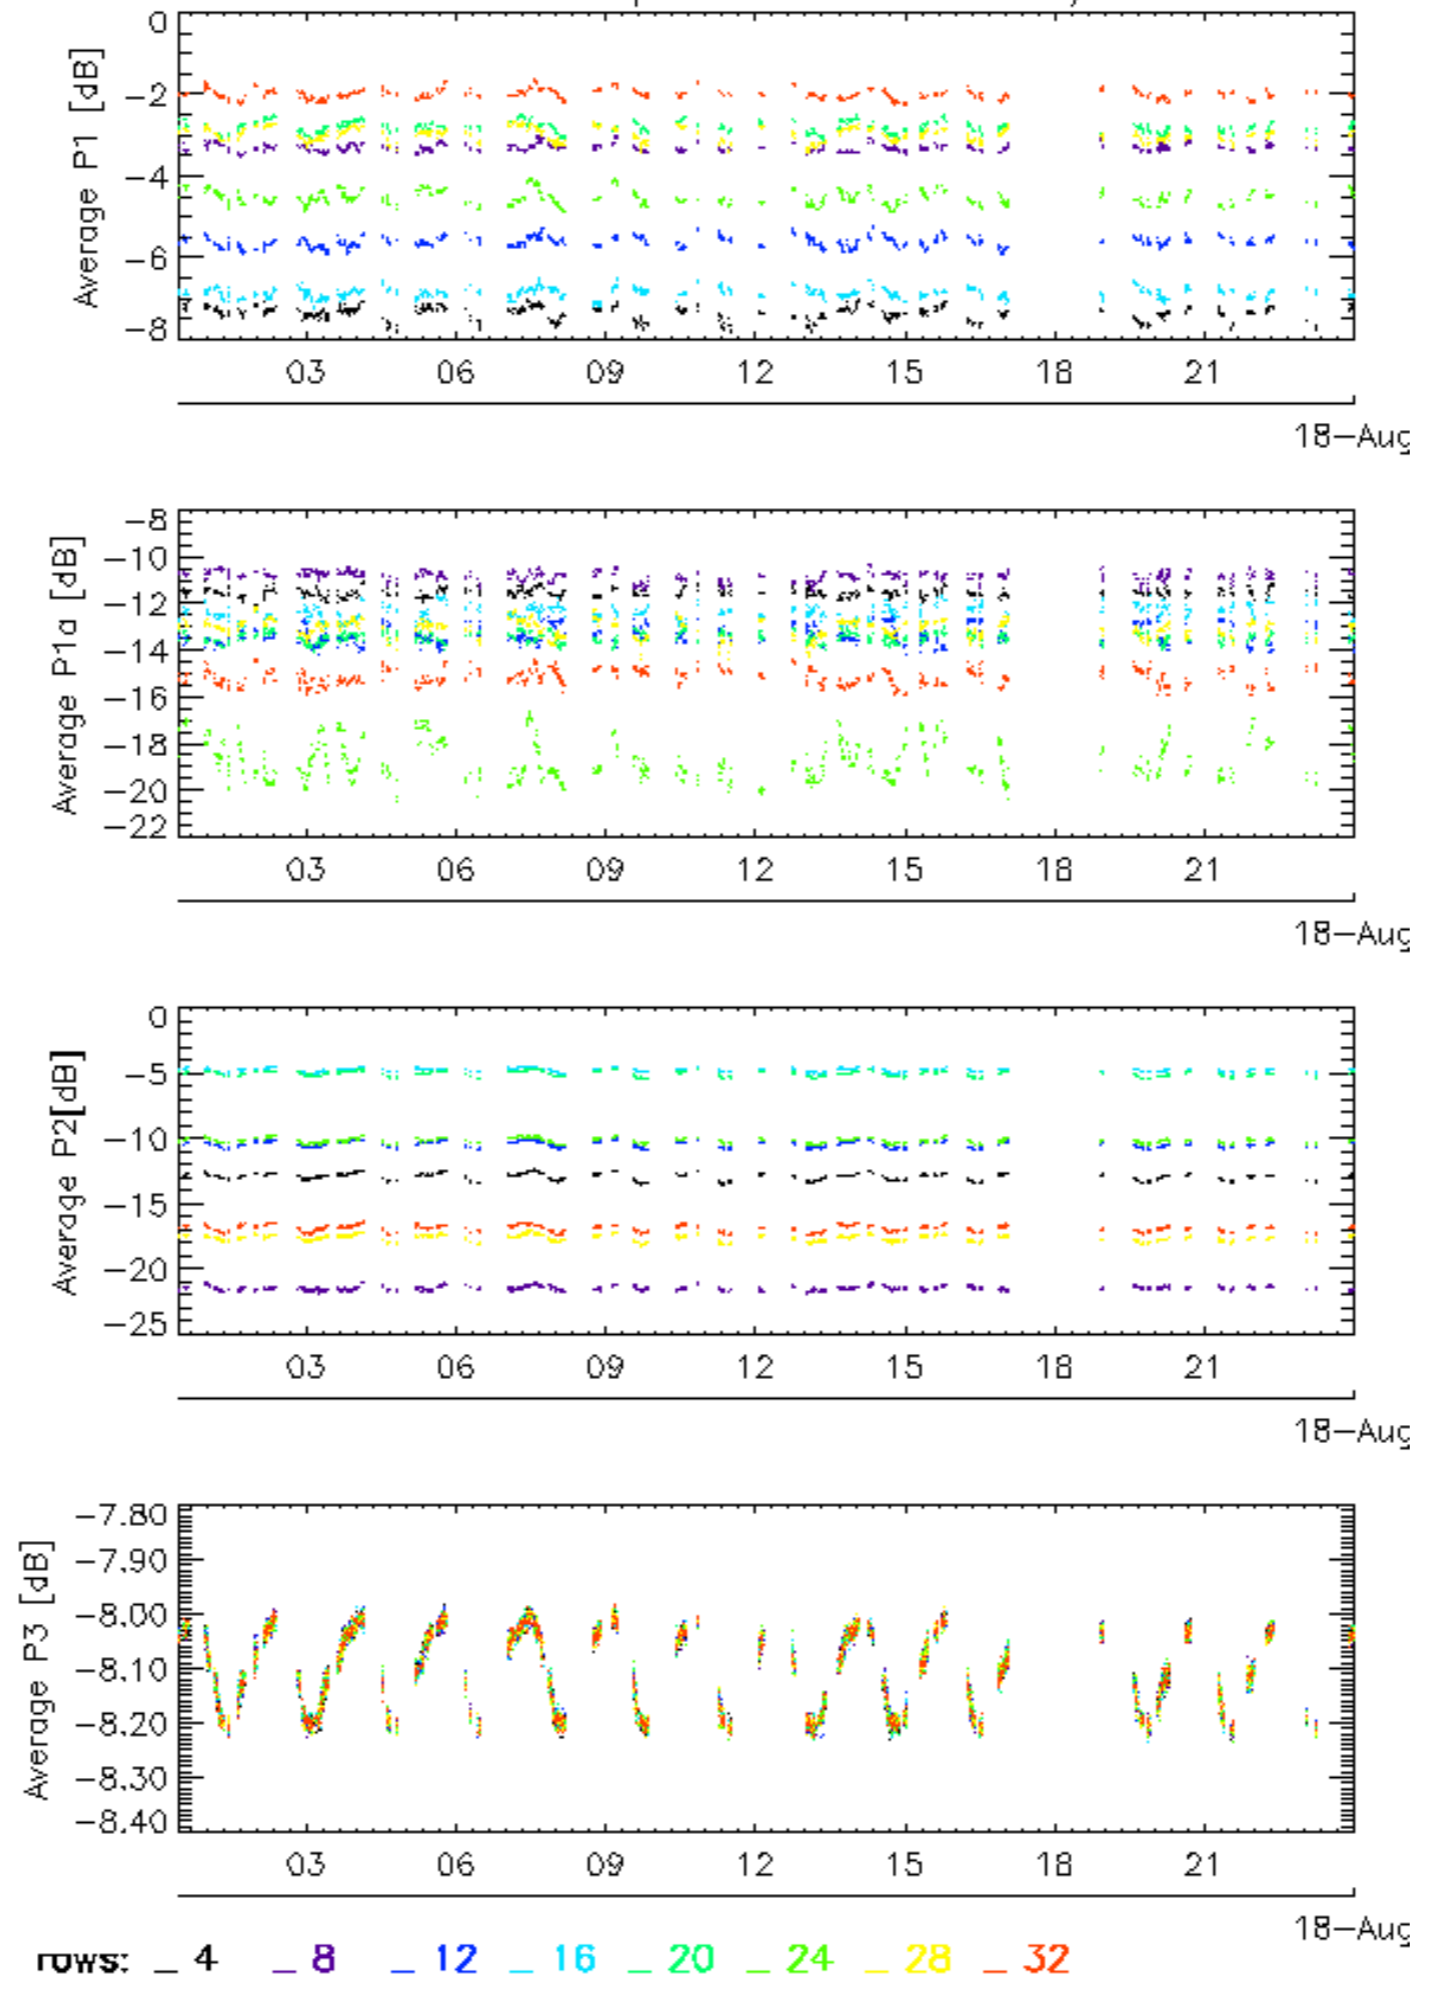 0
-2
-4
-6
-8
Average P1 [dB]
03 06 09 12 15 18 21
18-Aug
-8
-10
-12
-14
-16
-18
-20
-22
Average P1a [dB]
03 06 09 12 15 18 21
18-Aug
0
-5
-10
-15
-20
-25
Average P2[dB]
03 06 09 12 15 18 21
18-Aug
-7.80
-7.90
-8.00
-8.10
-8.20
-8.30
-8.40
Average P3 [dB]
03 06 09 12 15 18 21
18-Aug
rows: _ 4 _ 8 _ 12 _ 16 _ 20 _ 24 _ 28 _ 32